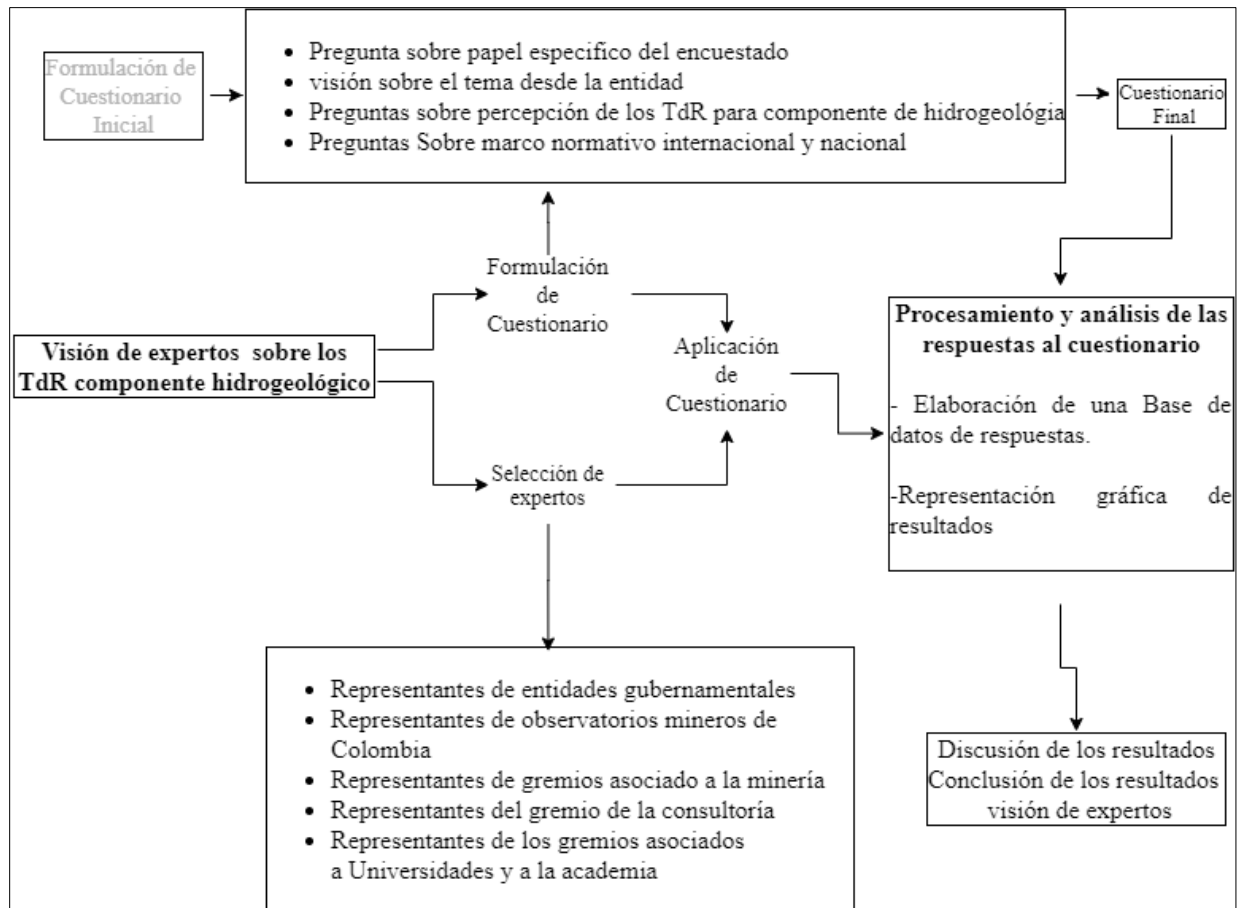 Formulación de
Cuestionario
Inicial
• Pregunta sobre papel especifico del encuestado
• visión sobre el tema desde la entidad
• Preguntas sobre percepción de los TdR para componente de hidrogeológia
• Preguntas Sobre marco normativo internacional y nacional
Cuestionario
Final
Formulación
de
Cuestionario
Visión de expertos sobre los
TdR componente hidrogeológico
Aplicación
de
Cuestionario
Selección de
expertos
Procesamiento y análisis de las
respuestas al cuestionario
- Elaboración de una Base de
datos de respuestas.
-Representación gráfica de
resultados
• Representantes de entidades gubernamentales
• Representantes de observatorios mineros de
Colombia
• Representantes de gremios asociado a la minería
• Representantes del gremio de la consultoría
• Representantes de los gremios asociados
a Universidades y a la academia
Discusión de los resultados
Conclusión de los resultados
visión de expertos